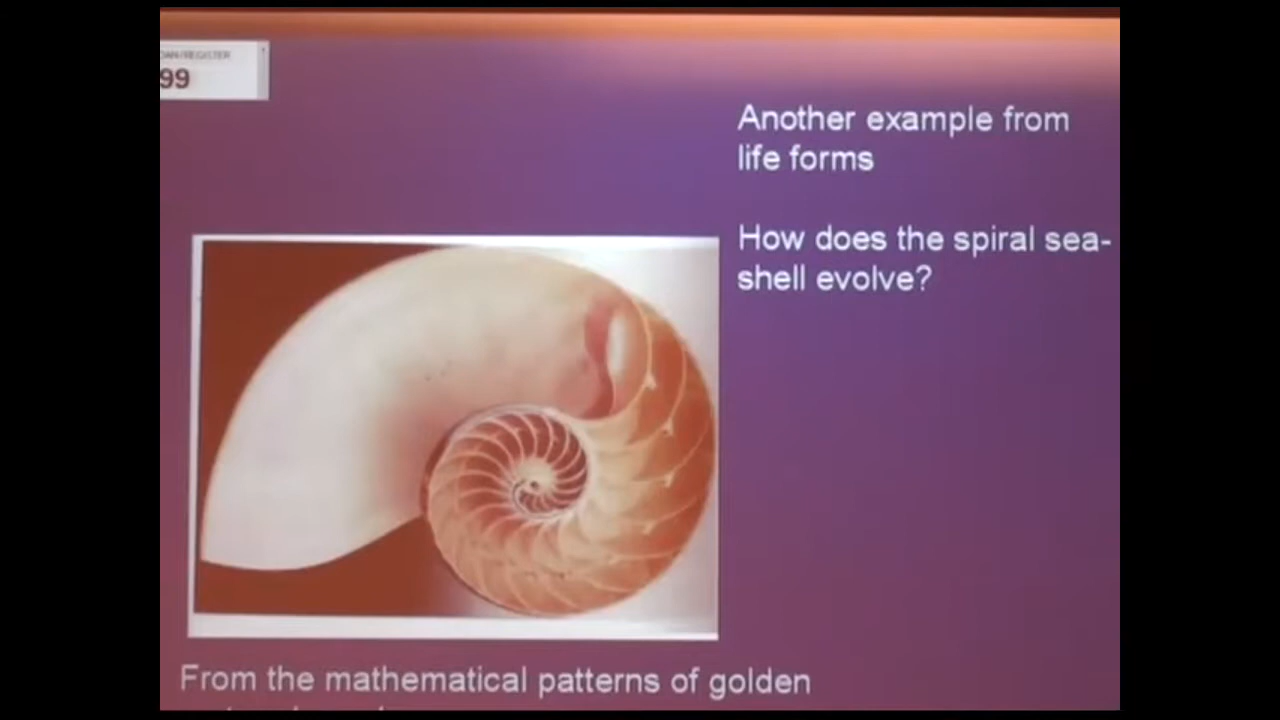 99
Another example from
life forms
How does the spiral sea-
shell evolve?
From the mathematical patterns of golden